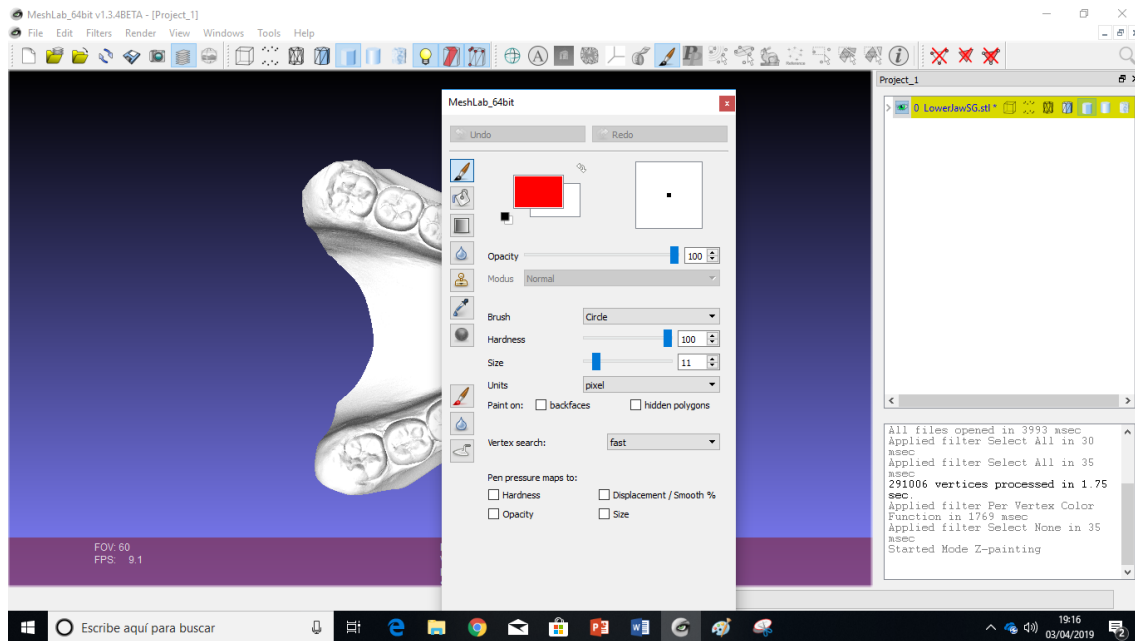 MeshLab_64bit v1.3.4BETA - [Project_1]
File Edit Filters Render View Windows Tools Help
Project_1
0 LowerJawSG.stl *
MeshLab_64bit
Undo Redo
Opacity 100
Modus Normal
Brush Circle
Hardness 100
Size 11
Units pixel
Paint on: backfaces hidden polygons
Vertex search: fast
Pen pressure maps to:
Hardness Displacement / Smooth %
Opacity Size
FOV: 60
FPS: 9.1
All files opened in 3993 msec
Applied filter Select All in 30
msec
Applied filter Select All in 35
msec
291006 vertices processed in 1.75
sec.
Applied filter Per Vertex Color
Function in 1769 msec
Applied filter Select None in 35
msec
Started Mode Z-painting
Escribe aquí para buscar
19:16
03/04/2019
2